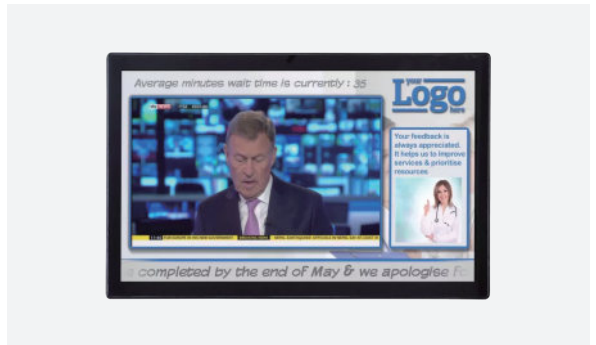 Average minutes wait time is currently : 35
your
Logo
here
Your feedback is
always appreciated.
It helps us to improve
services & prioritise
resources
completed by the end of May & we apologise